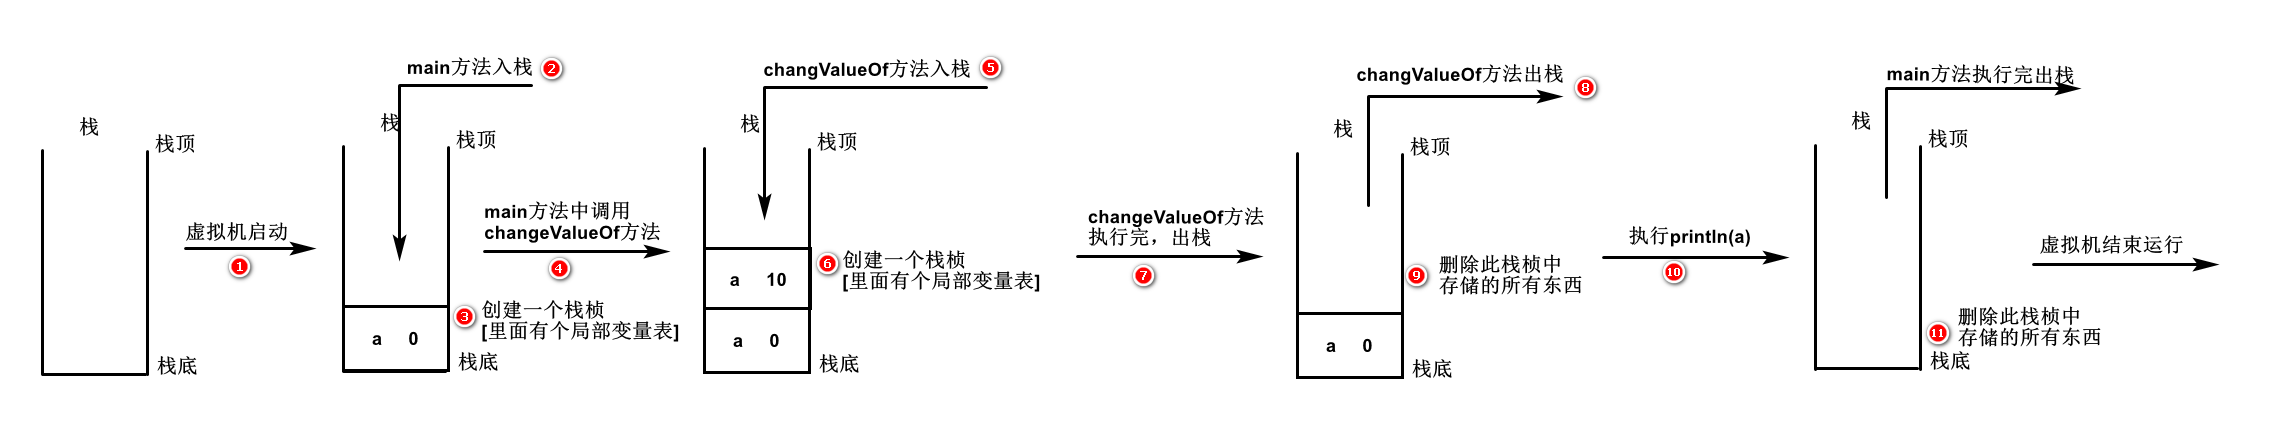 栈
栈顶
栈底
虚拟机启动
1
main方法入栈 2
栈
栈顶
3 创建一个栈桢
[里面有个局部变量表]
a 0
栈底
main方法中调用
changeValueOf方法
4
changValueOf方法入栈 5
栈
栈顶
6 创建一个栈桢
[里面有个局部变量表]
a 10
a 0
栈底
changeValueOf方法
执行完，出栈
7
changValueOf方法出栈 8
栈
栈顶
9 删除此栈桢中
存储的所有东西
a 0
栈底
执行println(a)
10
main方法执行完出栈
栈
栈顶
11 删除此栈桢中
存储的所有东西
栈底
虚拟机结束运行